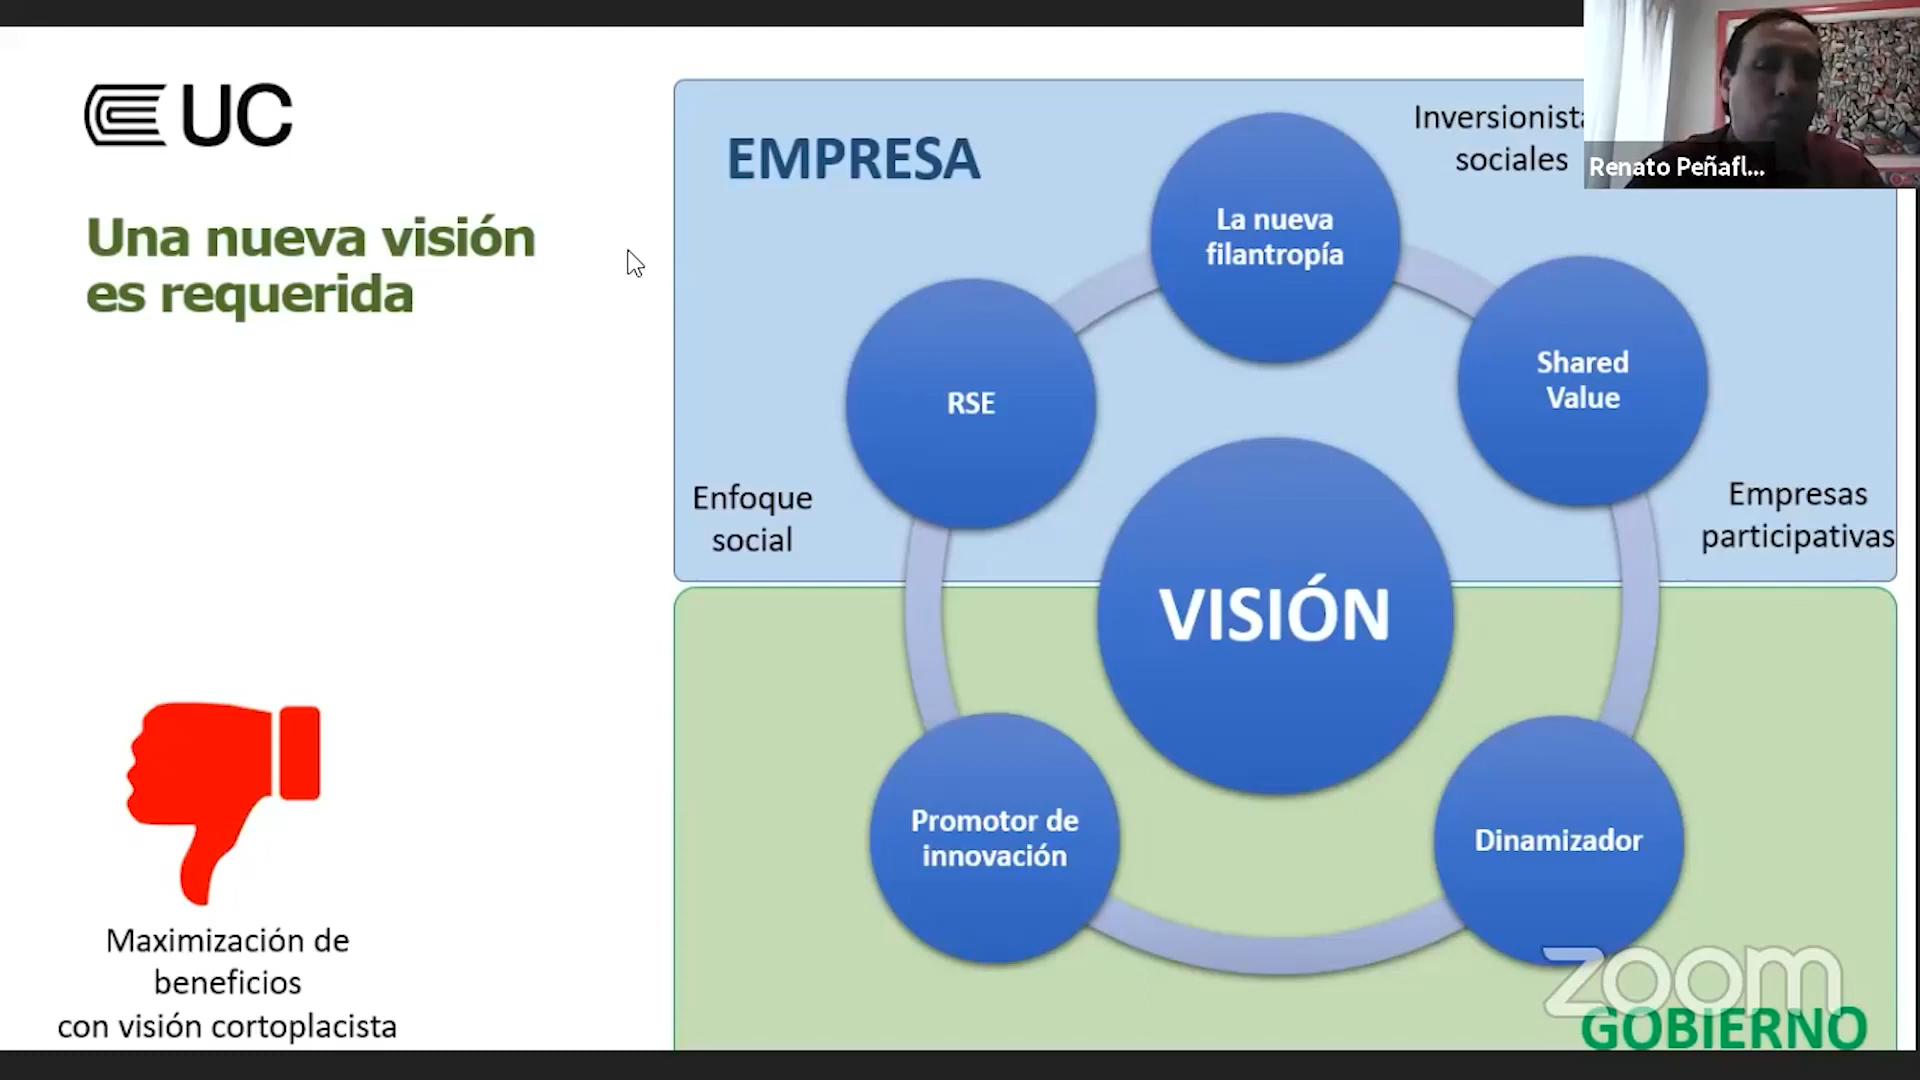 UC
Una nueva visión
es requerida
Maximización de
beneficios
con visión cortoplacista
EMPRESA
La nueva
filantropía
sociales
Renato Peñafl...
RSE
Shared
Value
Enfoque
social
Empresas
participativas
VISIÓN
Promotor de
innovación
Dinamizador
zoom
GOBIERNO